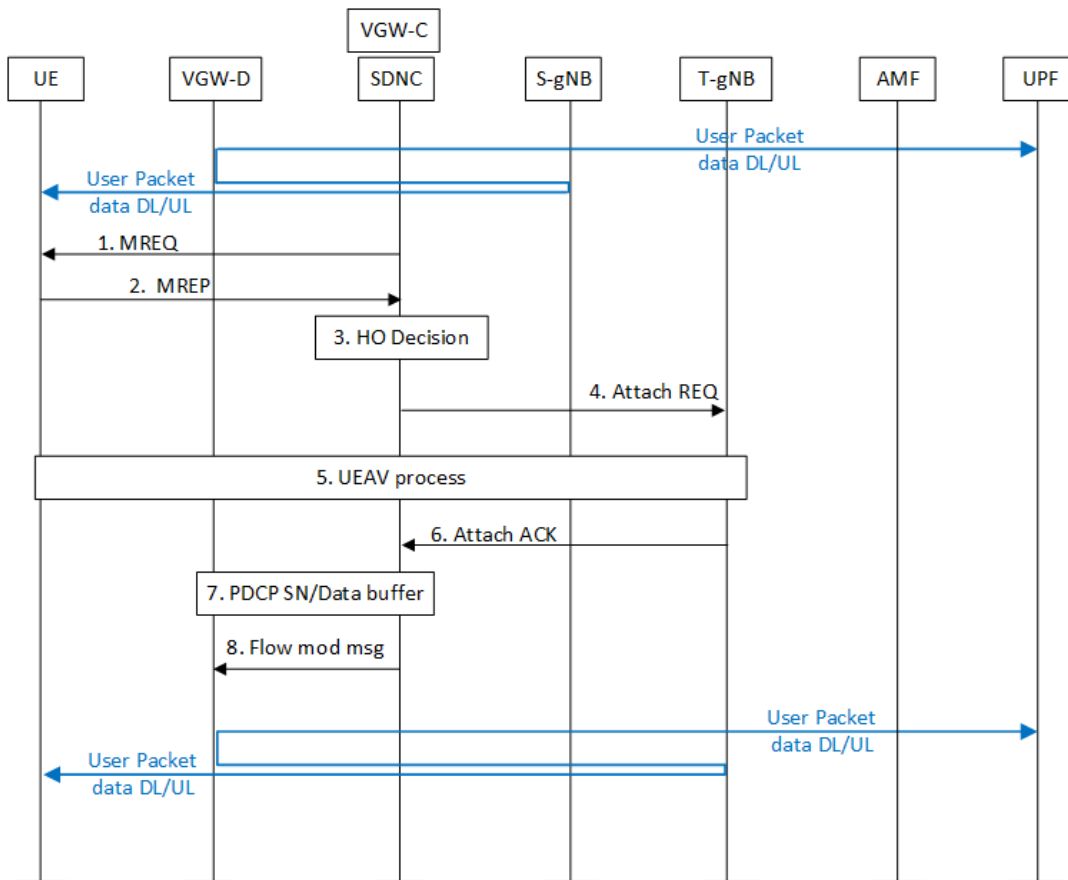 VGW-C
UE
VGW-D
SDNC
S-gNB
T-gNB
AMF
UPF
User Packet
data DL/UL
User Packet
data DL/UL
1. MREQ
2. MREP
3. HO Decision
4. Attach REQ
5. UEAV process
6. Attach ACK
7. PDCP SN/Data buffer
8. Flow mod msg
User Packet
data DL/UL
User Packet
data DL/UL